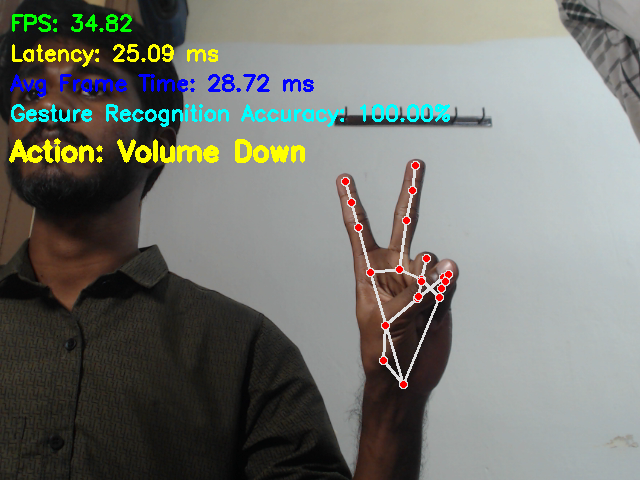 FPS: 34.82
Latency: 25.09 ms
Avg Frame Time: 28.72 ms
Gesture Recognition Accuracy: 100.00%
Action: Volume Down